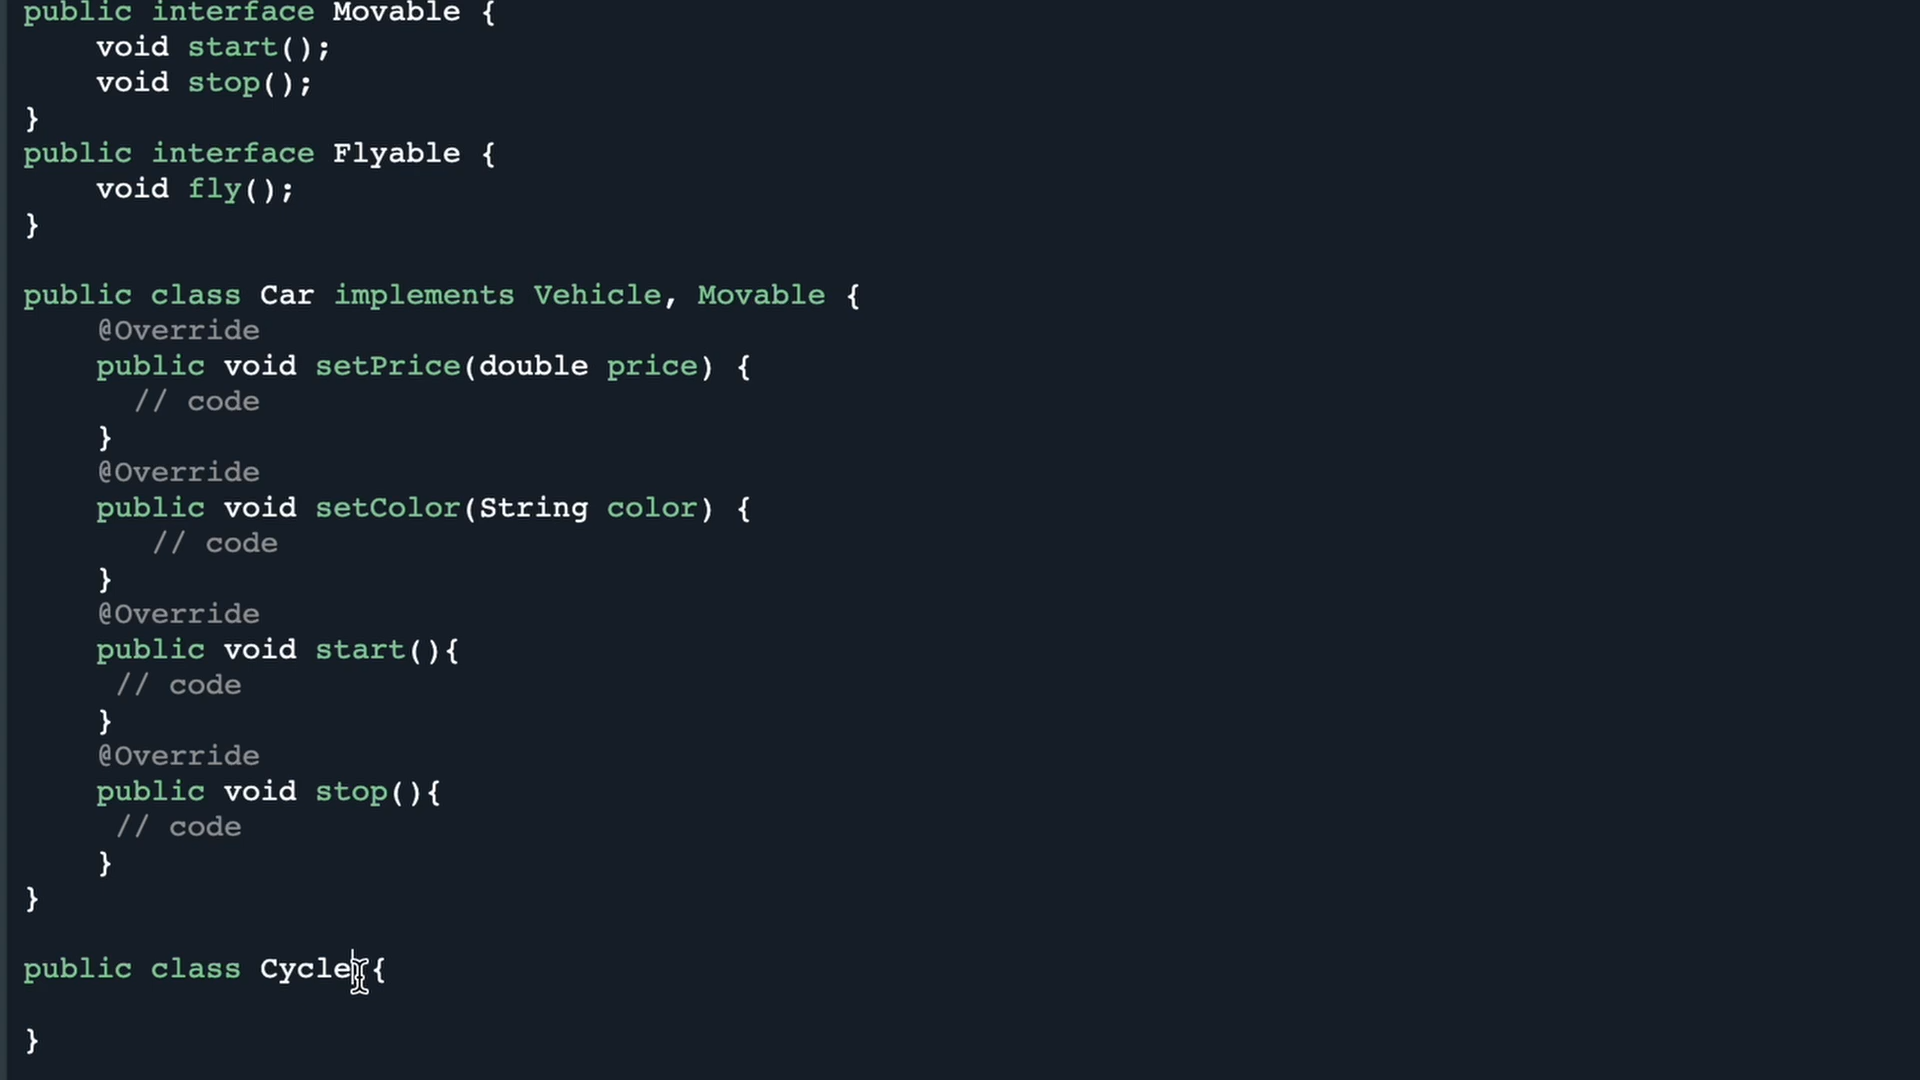 public interface Movable {
void start();
void stop();
}
public interface Flyable {
void fly();
}
public class Car implements Vehicle, Movable {
@Override
public void setPrice(double price) {
// code
}
@Override
public void setColor(String color) {
// code
}
@Override
public void start(){
// code
}
@Override
public void stop(){
// code
}
}
public class Cycle {
}